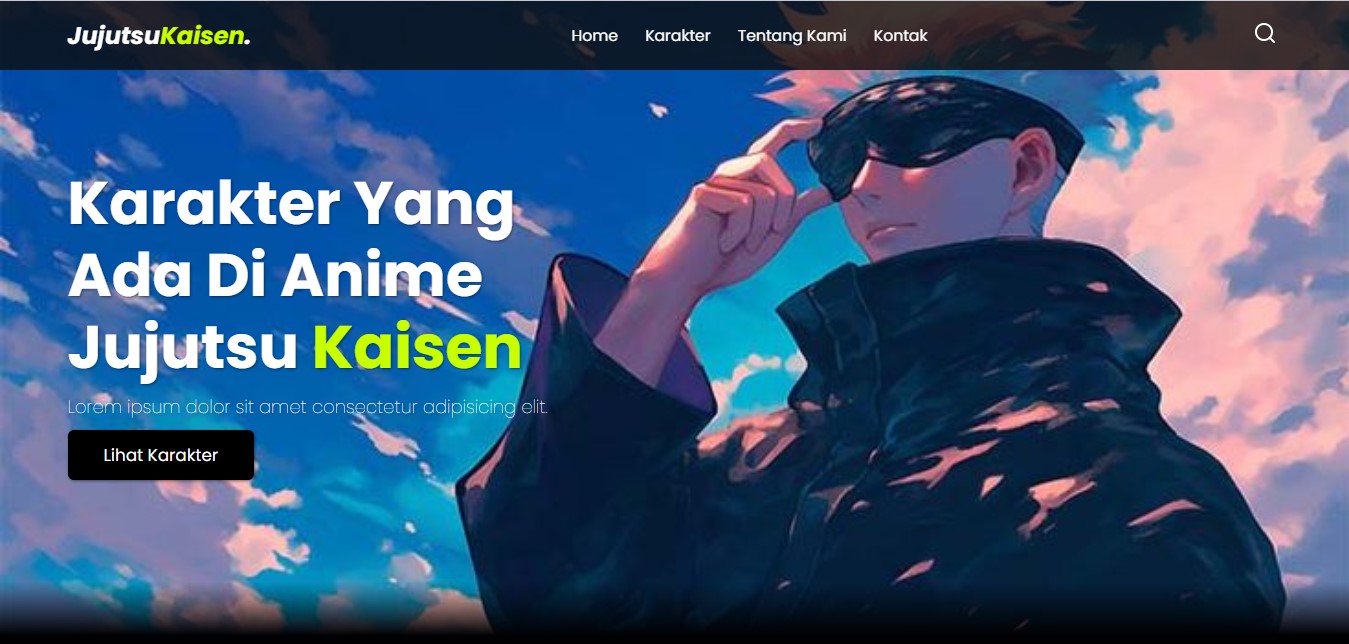 JujutsuKaisen.
Home Karakter Tentang Kami Kontak
Karakter Yang
Ada Di Anime
Jujutsu Kaisen
Lorem ipsum dolor sit amet consectetur adipisicing elit.
Lihat Karakter